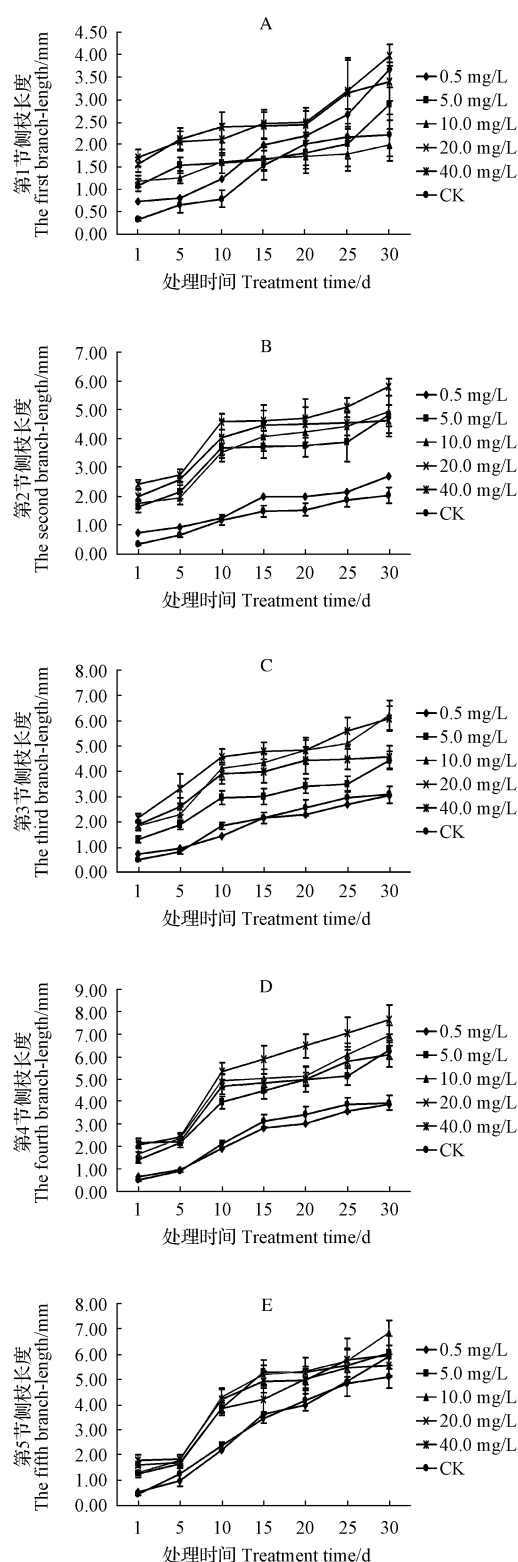 A
第1节侧枝长度
The first branch-length/mm
4.50
4.00
3.50
3.00
2.50
2.00
1.50
1.00
0.50
0.00
1 5 10 15 20 25 30
处理时间 Treatment time/d
0.5 mg/L
5.0 mg/L
10.0 mg/L
20.0 mg/L
40.0 mg/L
CK
B
第2节侧枝长度
The second branch-length/mm
7.00
6.00
5.00
4.00
3.00
2.00
1.00
0.00
1 5 10 15 20 25 30
处理时间 Treatment time/d
0.5 mg/L
5.0 mg/L
10.0 mg/L
20.0 mg/L
40.0 mg/L
CK
C
第3节侧枝长度
The third branch-length/mm
8.00
7.00
6.00
5.00
4.00
3.00
2.00
1.00
0.00
1 5 10 15 20 25 30
处理时间 Treatment time/d
0.5 mg/L
5.0 mg/L
10.0 mg/L
20.0 mg/L
40.0 mg/L
CK
D
第4节侧枝长度
The fourth branch-length/mm
9.00
8.00
7.00
6.00
5.00
4.00
3.00
2.00
1.00
0.00
1 5 10 15 20 25 30
处理时间 Treatment time/d
0.5 mg/L
5.0 mg/L
10.0 mg/L
20.0 mg/L
40.0 mg/L
CK
E
第5节侧枝长度
The fifth branch-length/mm
8.00
7.00
6.00
5.00
4.00
3.00
2.00
1.00
0.00
1 5 10 15 20 25 30
处理时间 Treatment time/d
0.5 mg/L
5.0 mg/L
10.0 mg/L
20.0 mg/L
40.0 mg/L
CK